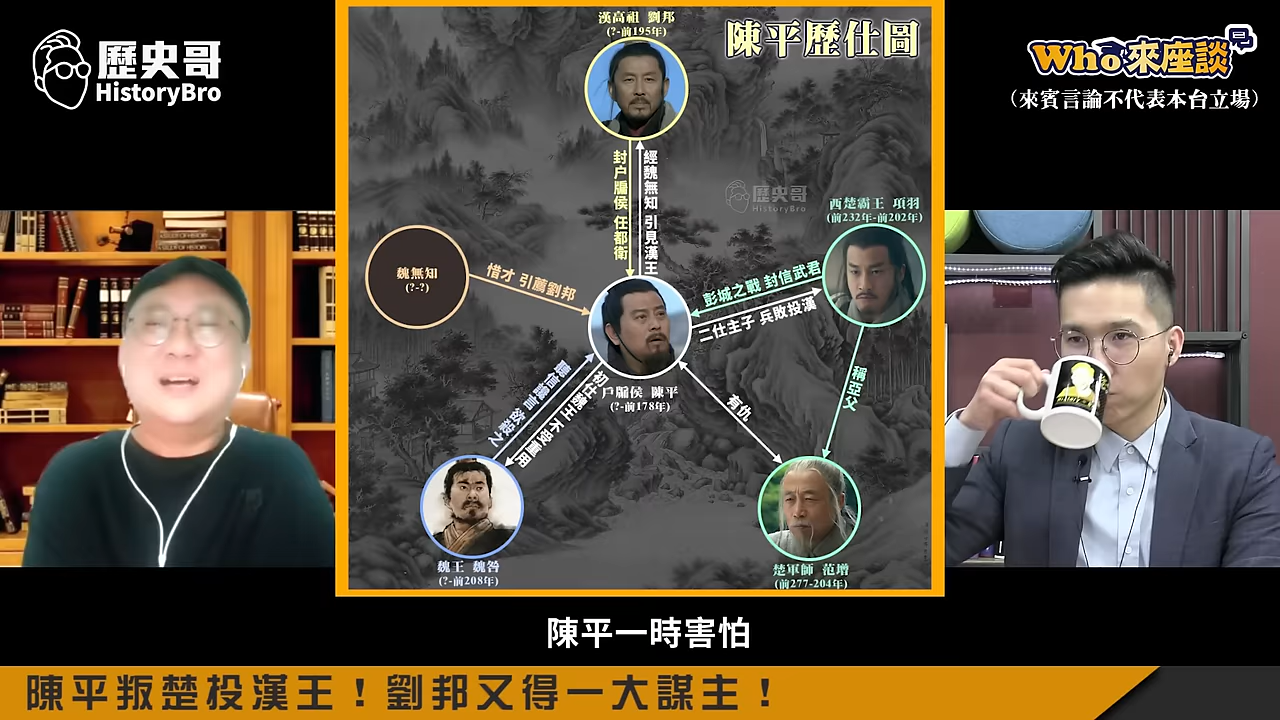 歷史哥
HistoryBro
漢高祖 劉邦
(?-前195年)
陳平歷仕圖
Who來座談
(來賓言論不代表本台立場)
封户牖侯 任都衛
經魏無知 引見漢王
歷史哥
HistoryBro
西楚霸王 項羽
(前232年-前202年)
魏無知
(?-?)
惜才 引薦劉邦
彭城之戰 封信武君
二仕主子 兵敗投漢
戶牖侯 陳平
(?-前178年)
聽信讒言 欲殺之
初仕魏王 不受重用
有仇
稱亞父
魏王 魏咎
(?-前208年)
楚軍師 范增
(前277-204年)
陳平一時害怕
陳平叛楚投漢王!劉邦又得一大謀主!